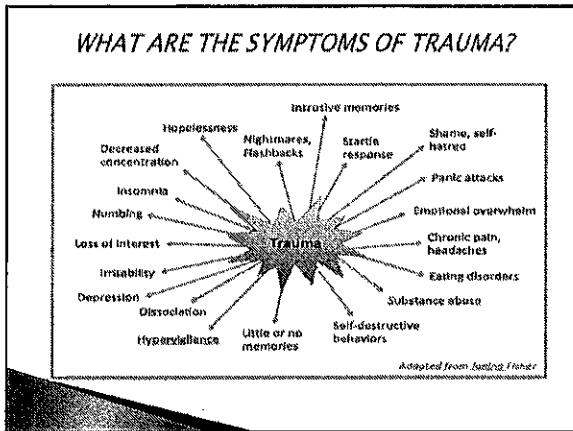 WHAT ARE THE SYMPTOMS OF TRAUMA?
Intrusive memories
Hopelessness
Nightmares,
Flashbacks
Startle
response
Shame, self-
hatred
Decreased
concentration
Panic attacks
Insomnia
Numbing
Emotional overwhelm
Loss of interest
Trauma
Chronic pain,
headaches
Irritability
Eating disorders
Depression
Substance abuse
Dissociation
Self-destructive
behaviors
Hypervigilance
Little or no
memories
Adapted from Janina Fisher